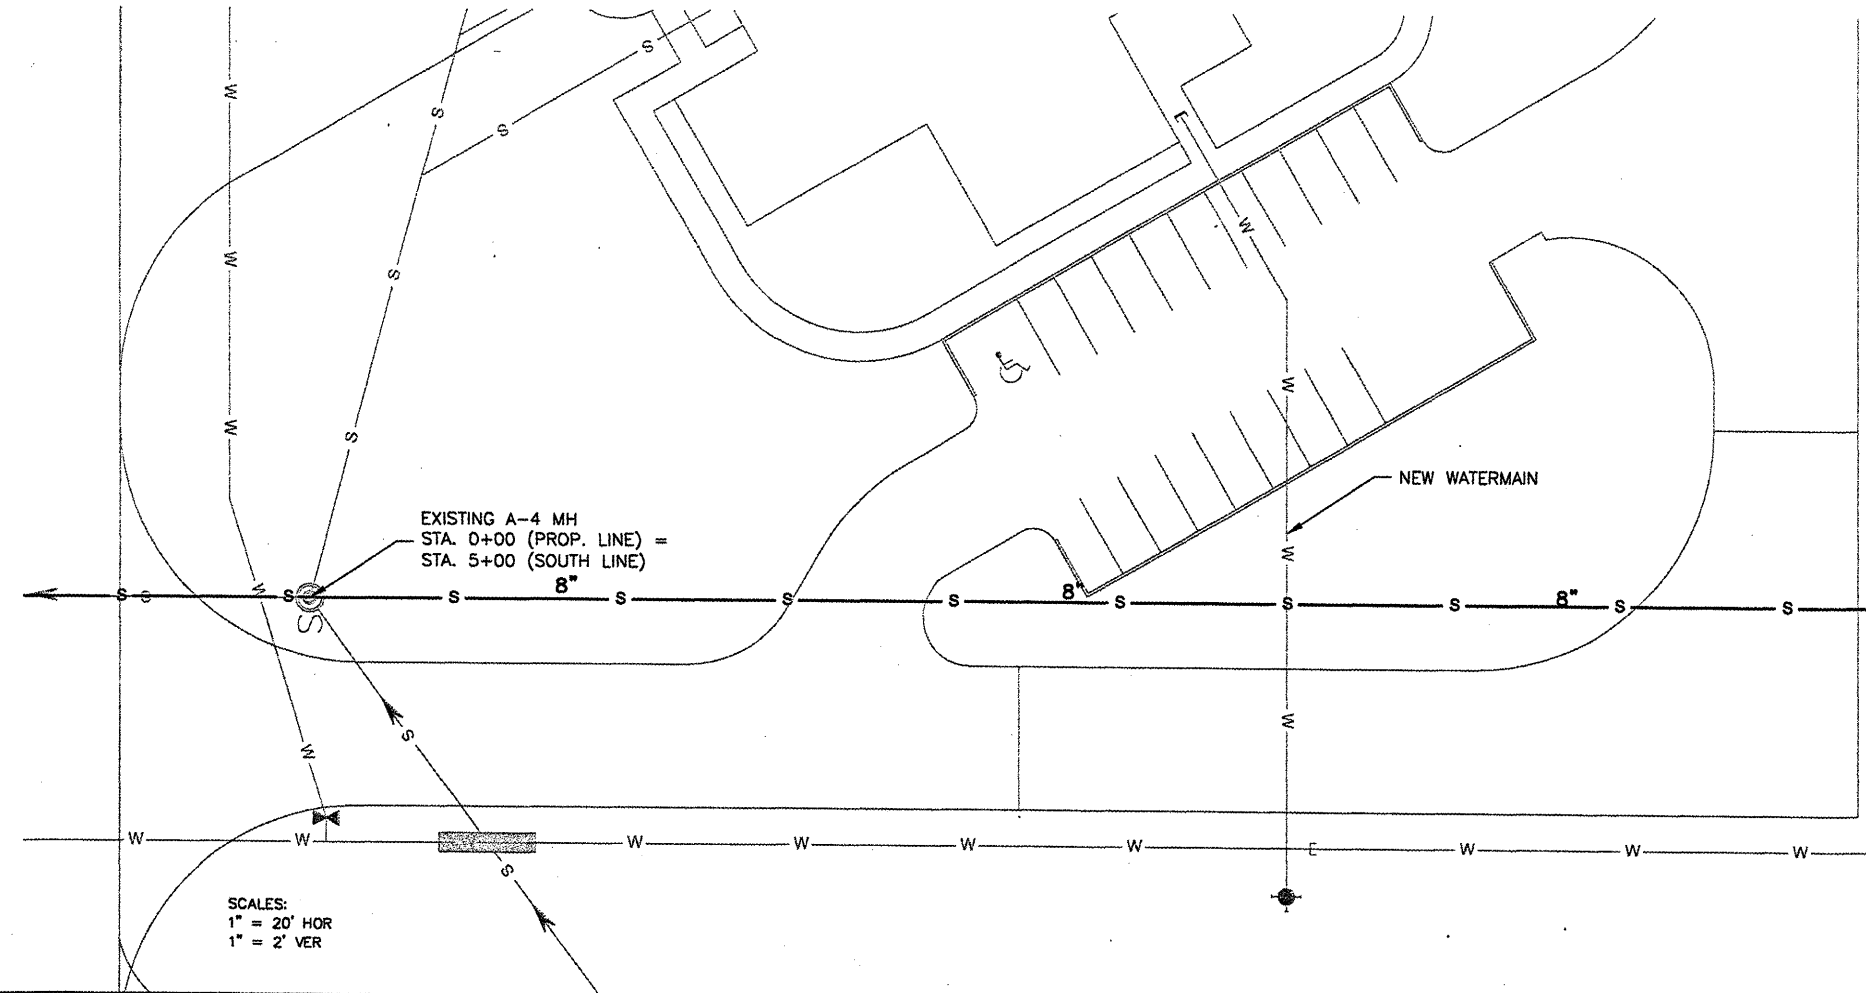 W
S
S
W
S
W
W
S
W
W
S
NEW WATERMAIN
EXISTING A-4 MH
STA. 0+00 (PROP. LINE) =
STA. 5+00 (SOUTH LINE)
W
S
W
S
S
8"
S
S
S
8"
S
S
S
8"
S
S
S
W
S
W
W
W
W
W
W
W
E
W
W
W
S
SCALES:
1" = 20' HOR
1" = 2' VER